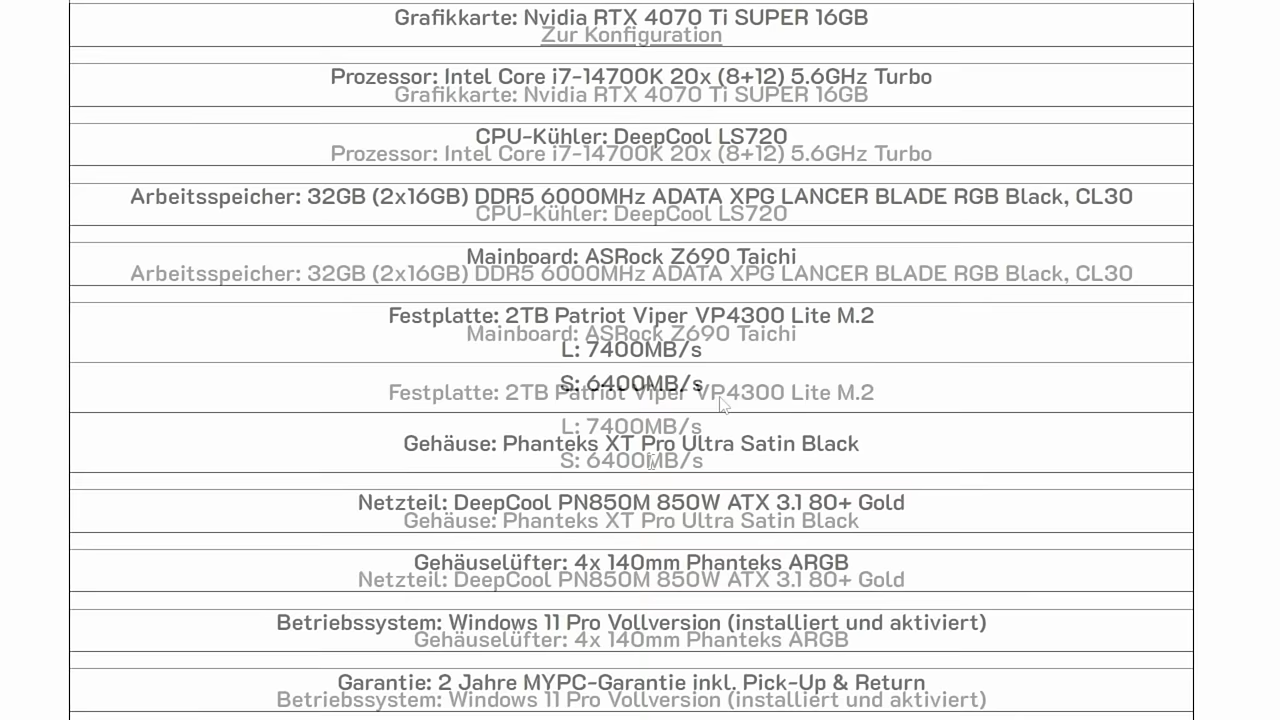 Grafikkarte: Nvidia RTX 4070 Ti SUPER 16GB
Zur Konfiguration
Prozessor: Intel Core i7-14700K 20x (8+12) 5.6GHz Turbo
Grafikkarte: Nvidia RTX 4070 Ti SUPER 16GB
CPU-Kühler: DeepCool LS720
Prozessor: Intel Core i7-14700K 20x (8+12) 5.6GHz Turbo
Arbeitsspeicher: 32GB (2x16GB) DDR5 6000MHz ADATA XPG LANCER BLADE RGB Black, CL30
CPU-Kühler: DeepCool LS720
Mainboard: ASRock Z690 Taichi
Arbeitsspeicher: 32GB (2x16GB) DDR5 6000MHz ADATA XPG LANCER BLADE RGB Black, CL30
Festplatte: 2TB Patriot Viper VP4300 Lite M.2
Mainboard: ASRock Z690 Taichi
L: 7400MB/s
S: 6400MB/s
Festplatte: 2TB Patriot Viper VP4300 Lite M.2
L: 7400MB/s
Gehäuse: Phanteks XT Pro Ultra Satin Black
S: 6400MB/s
Netzteil: DeepCool PN850M 850W ATX 3.1 80+ Gold
Gehäuse: Phanteks XT Pro Ultra Satin Black
Gehäuselüfter: 4x 140mm Phanteks ARGB
Netzteil: DeepCool PN850M 850W ATX 3.1 80+ Gold
Betriebssystem: Windows 11 Pro Vollversion (installiert und aktiviert)
Gehäuselüfter: 4x 140mm Phanteks ARGB
Garantie: 2 Jahre MYPC-Garantie inkl. Pick-Up & Return
Betriebssystem: Windows 11 Pro Vollversion (installiert und aktiviert)